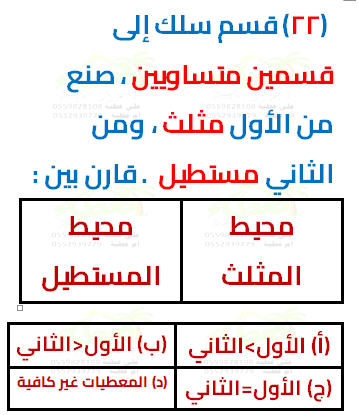 (٢٢) قسم سلك إلى
قسمين متساويين ، صنع
من الأول مثلث ، ومن
الثاني مستطيل . قارن بين :
محيط المثلث
محيط المستطيل
(أ) الأول>الثاني
(ب) الأول<الثاني
(ج) الأول=الثاني
(د) المعطيات غير كافية